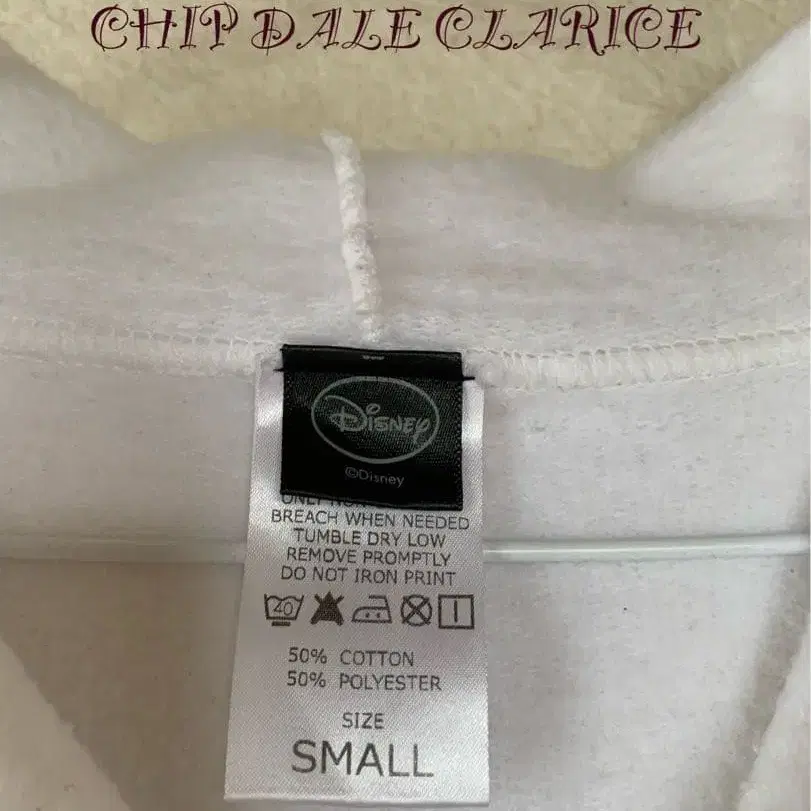 CHIP DALE CLARICE
Disney
©Disney
ONLY
BREACH WHEN NEEDED
TUMBLE DRY LOW
REMOVE PROMPTLY
DO NOT IRON PRINT
40
50% COTTON
50% POLYESTER
SIZE
SMALL